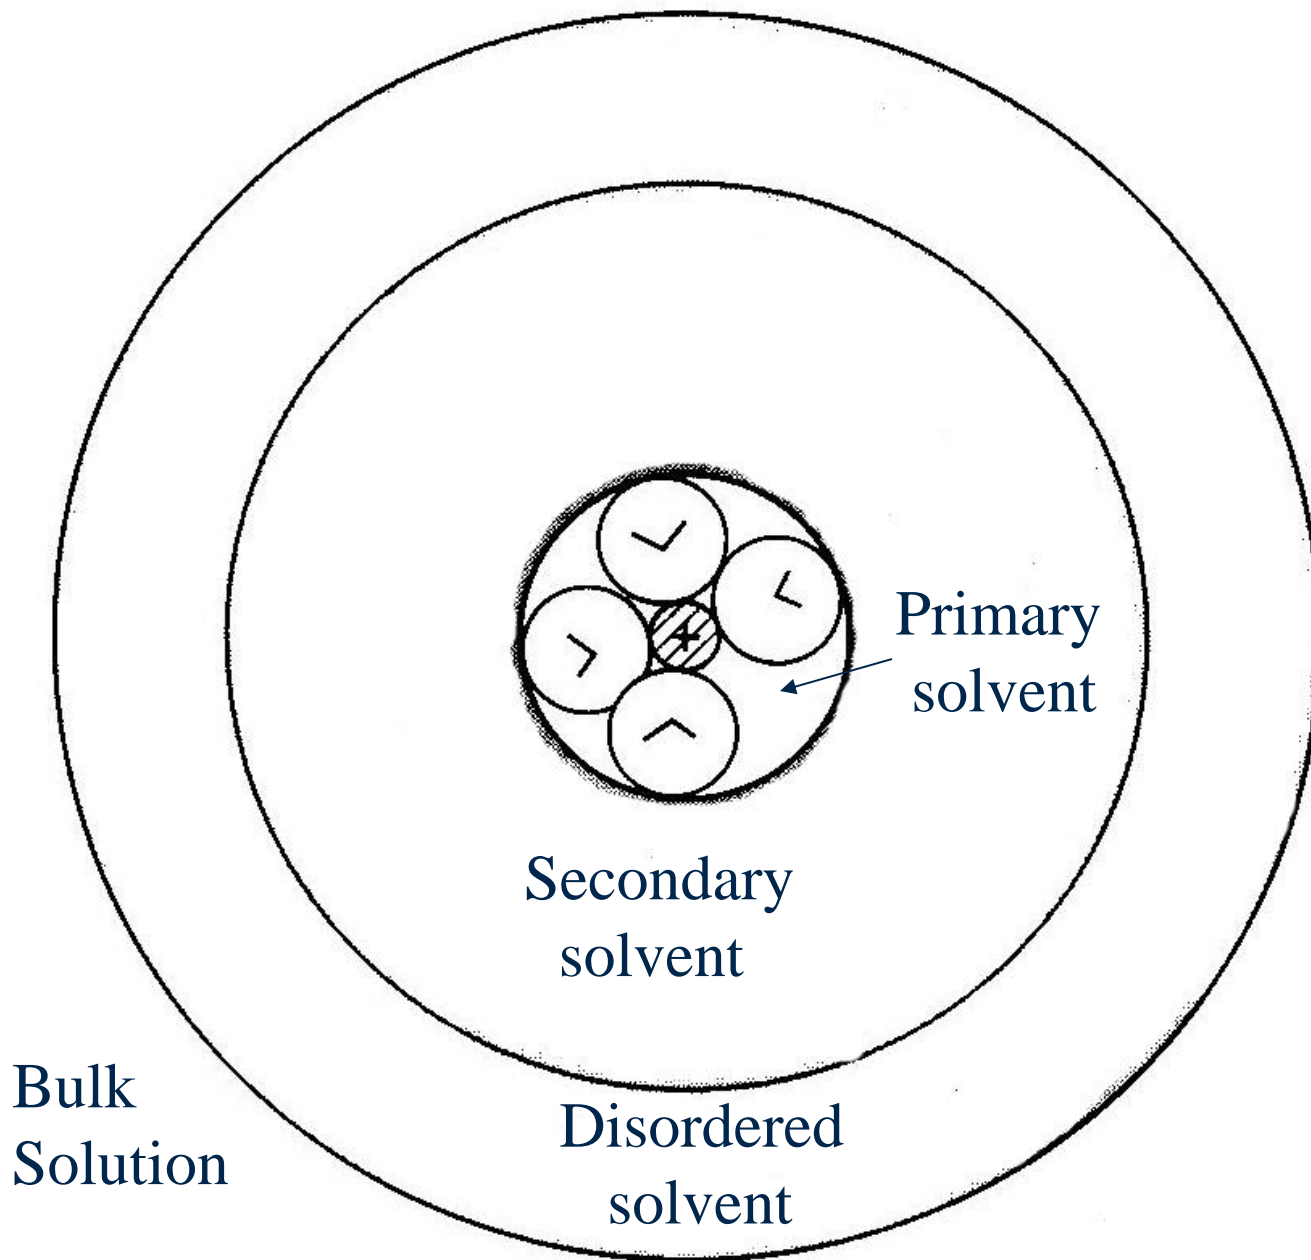 +
Primary
solvent
Secondary
solvent
Bulk
Solution
Disordered
solvent